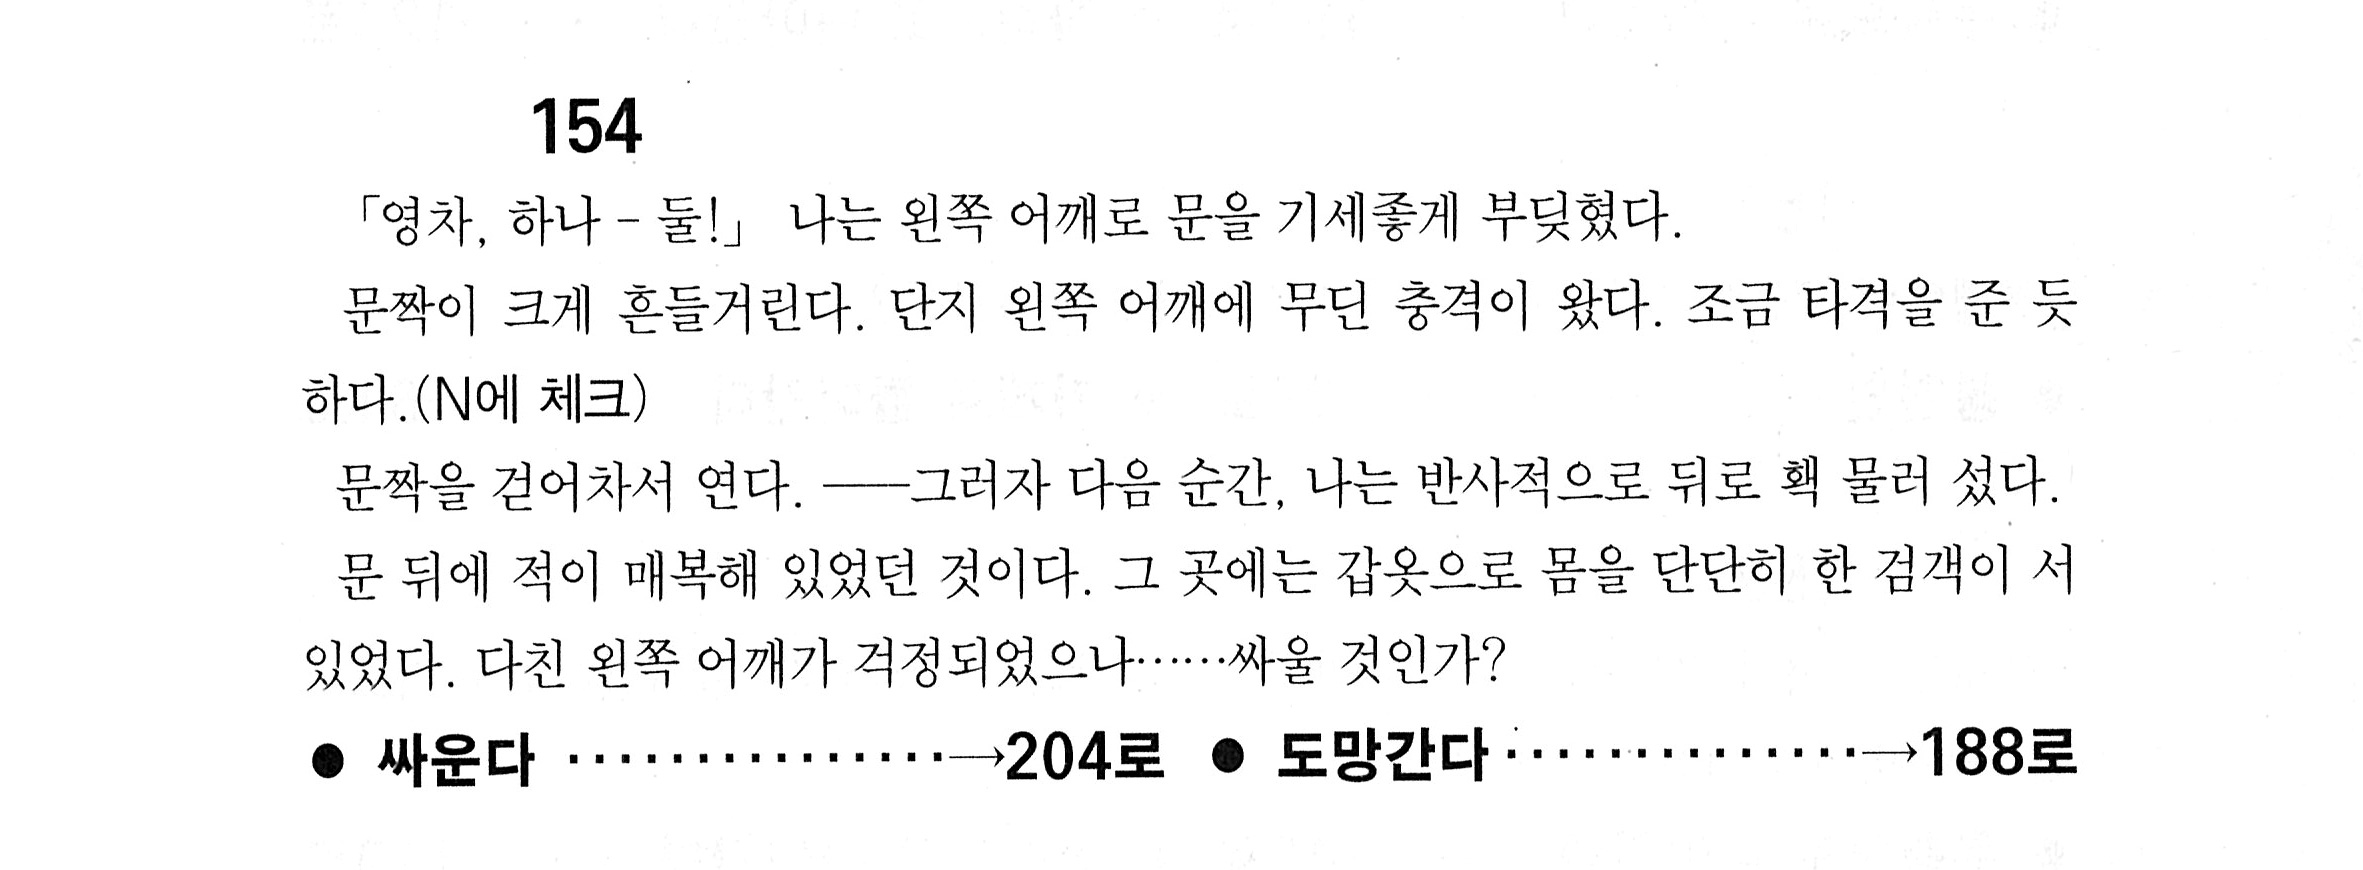 154
「영차, 하나 – 둘!」 나는 왼쪽 어깨로 문을 기세좋게 부딪혔다.
문짝이 크게 흔들거린다. 단지 왼쪽 어깨에 무딘 충격이 왔다. 조금 타격을 준 듯
하다.(N에 체크)
문짝을 걷어차서 연다. ──그러자 다음 순간, 나는 반사적으로 뒤로 홱 물러 섰다.
문 뒤에 적이 매복해 있었던 것이다. 그 곳에는 갑옷으로 몸을 단단히 한 검객이 서
있었다. 다친 왼쪽 어깨가 걱정되었으나……싸울 것인가?
● 싸운다 ···············→204로 ● 도망간다··············→188로